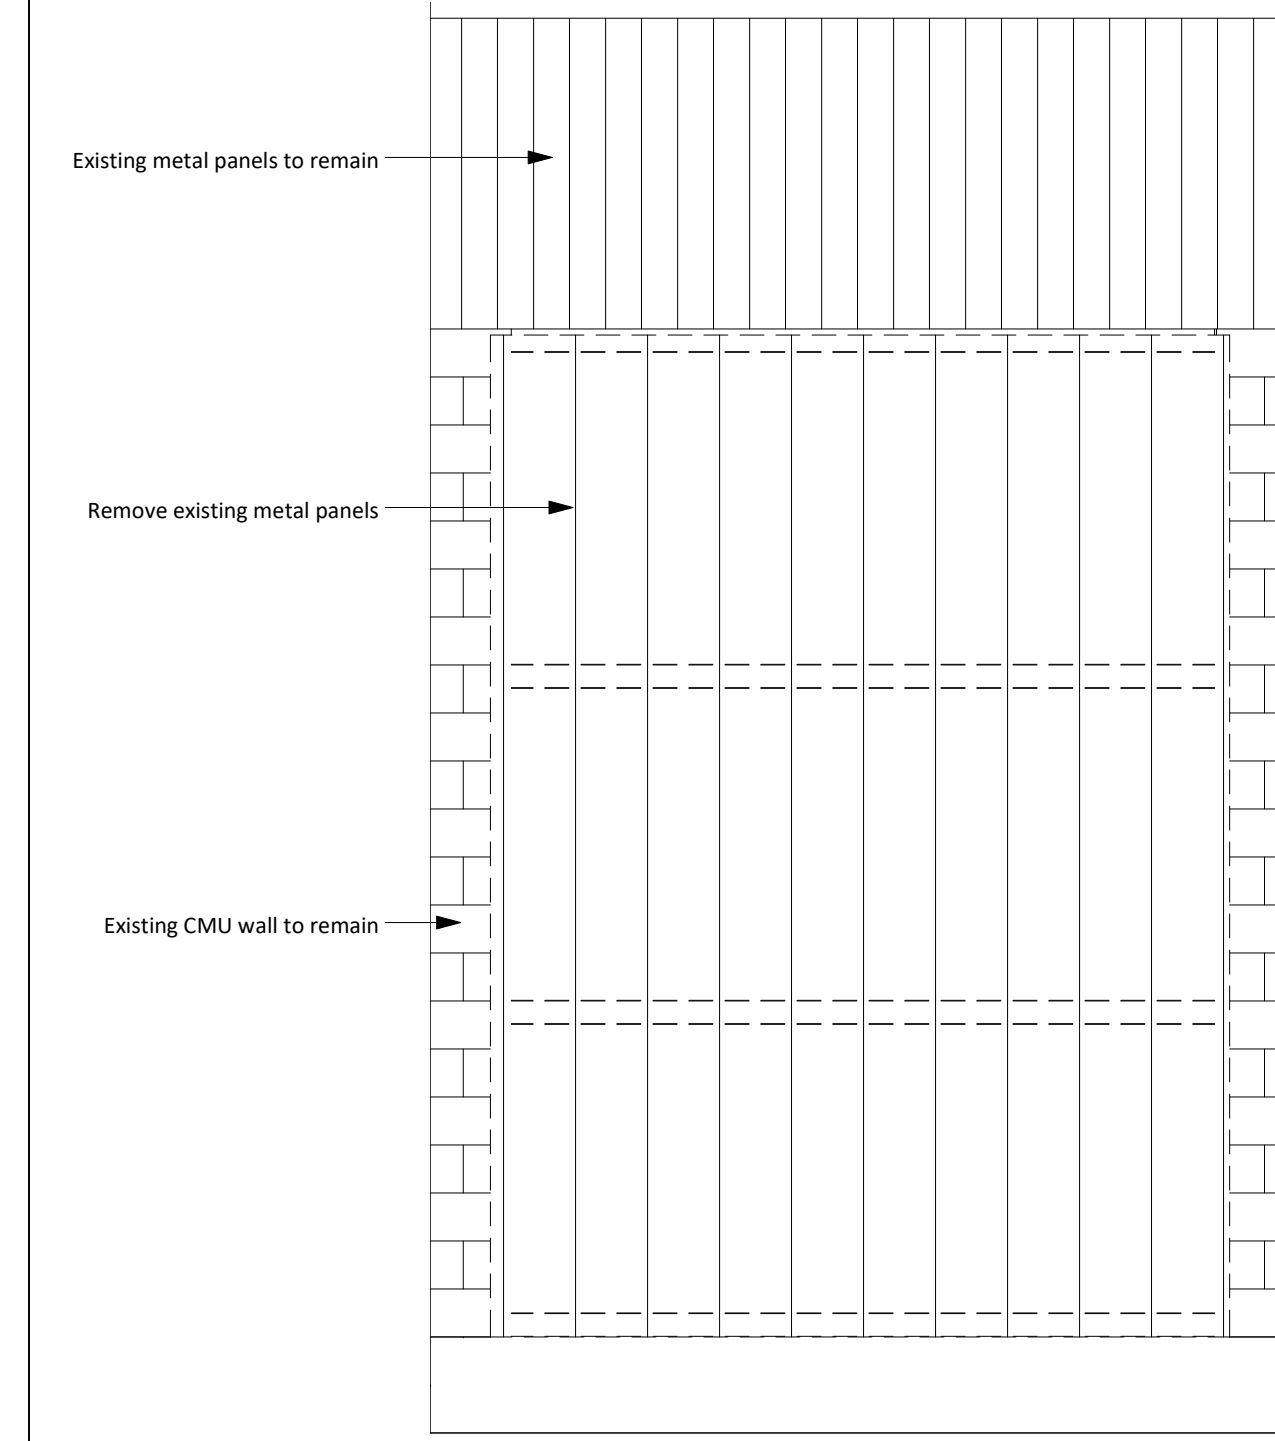 Existing metal panels to remain
Remove existing metal panels
Existing CMU wall to remain